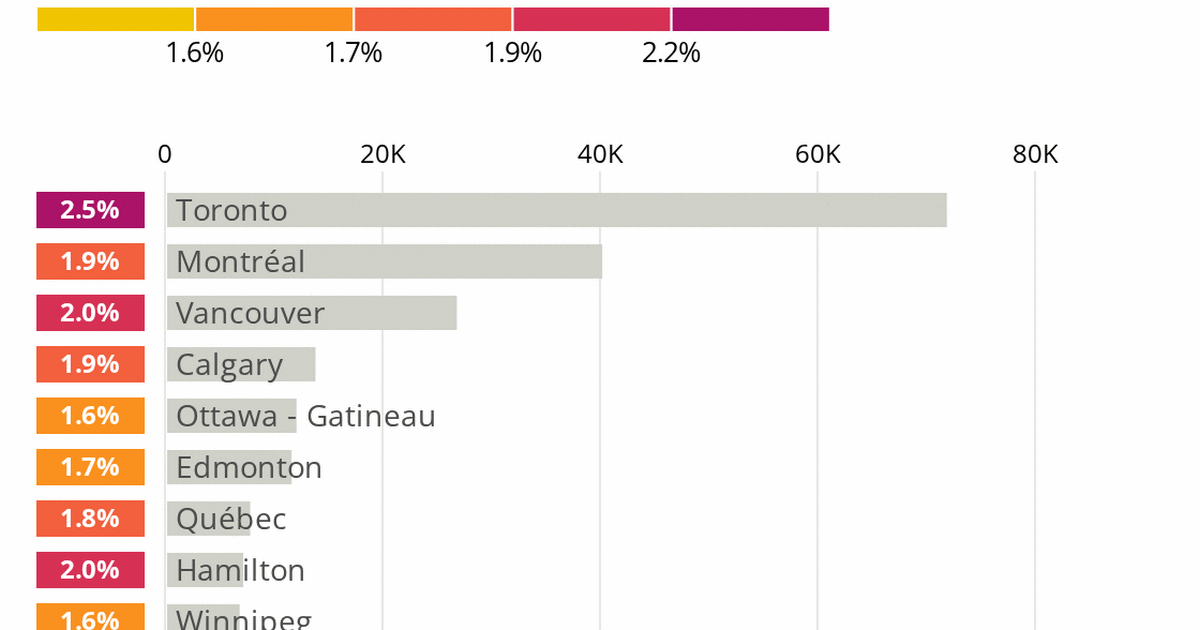 1.6% 1.7% 1.9% 2.2%
0 20K 40K 60K 80K
2.5% Toronto
1.9% Montréal
2.0% Vancouver
1.9% Calgary
1.6% Ottawa - Gatineau
1.7% Edmonton
1.8% Québec
2.0% Hamilton
1.6% Winnipeg